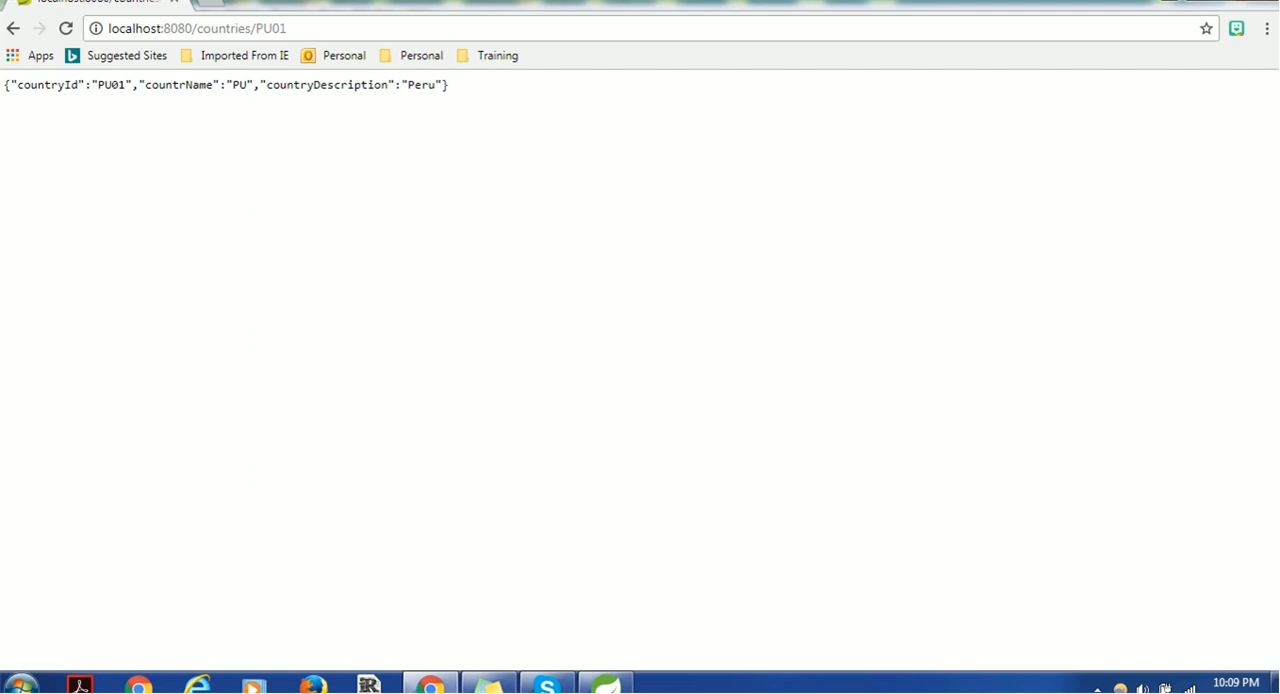 localhost:8080/countries/PU01
Apps Suggested Sites Imported From IE Personal Personal Training
{"countryId":"PU01","countrName":"PU","countryDescription":"Peru"}
10:09 PM